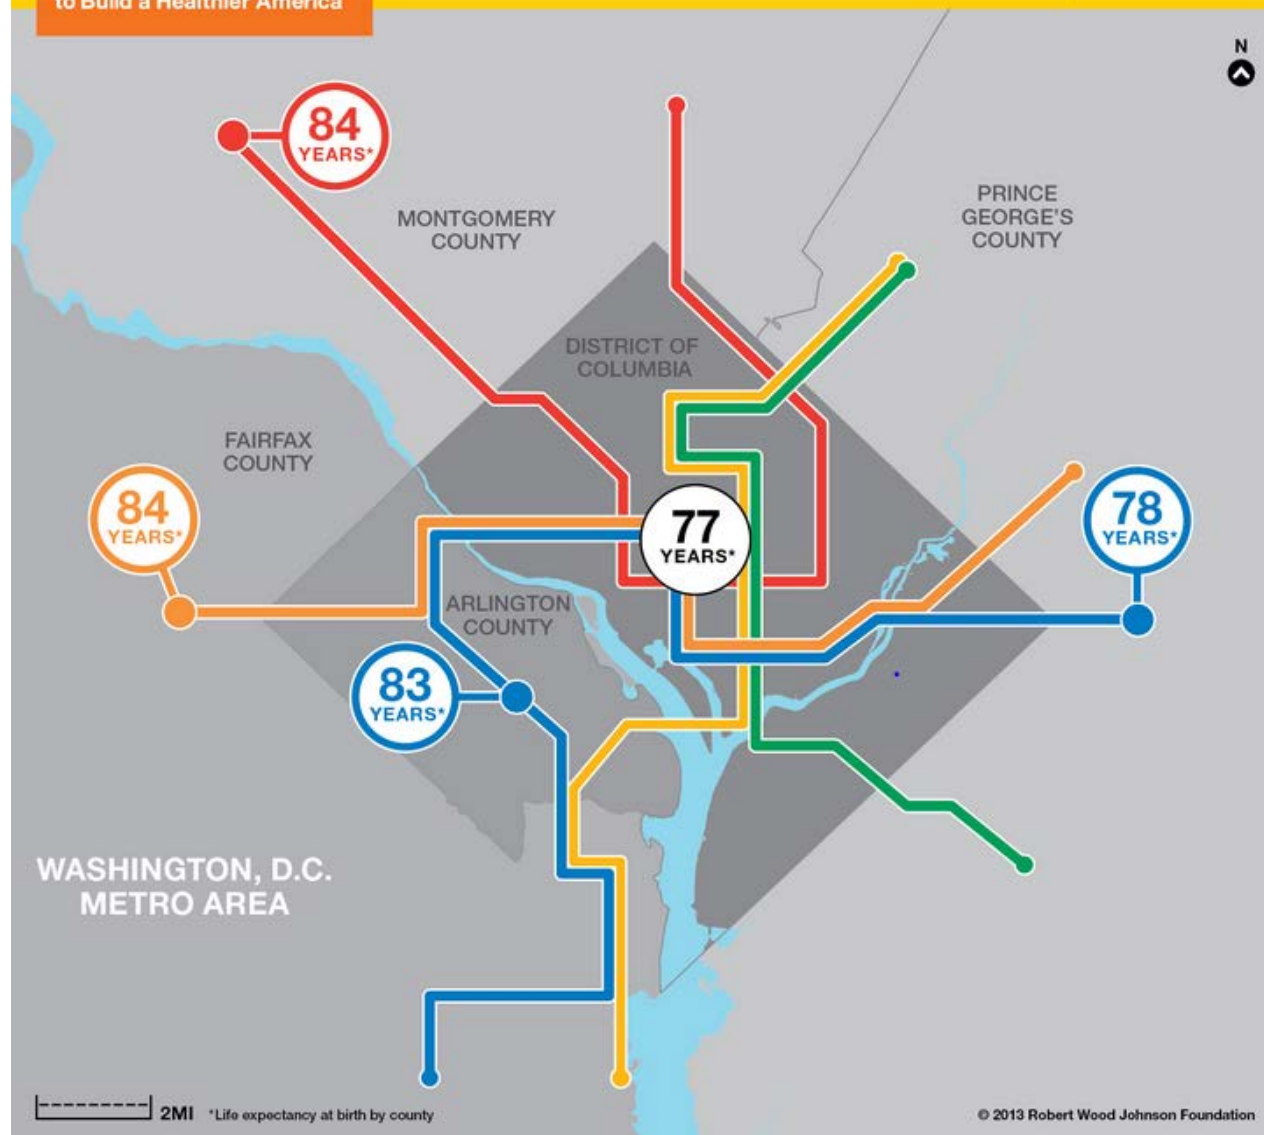 to Build a Healthier America
N
84
YEARS*
MONTGOMERY
COUNTY
PRINCE
GEORGE'S
COUNTY
DISTRICT OF
COLUMBIA
FAIRFAX
COUNTY
84
YEARS*
77
YEARS*
78
YEARS*
ARLINGTON
COUNTY
83
YEARS*
WASHINGTON, D.C.
METRO AREA
2MI *Life expectancy at birth by county
© 2013 Robert Wood Johnson Foundation